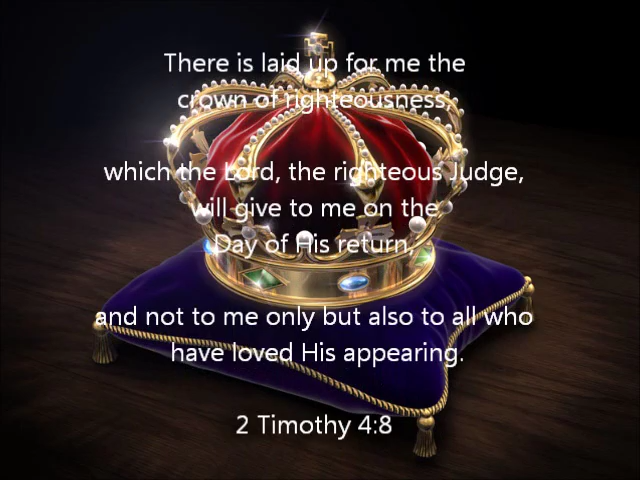 There is laid up for me the
crown of righteousness,
which the Lord, the righteous Judge,
will give to me on the
Day of His return,
and not to me only but also to all who
have loved His appearing.
2 Timothy 4:8